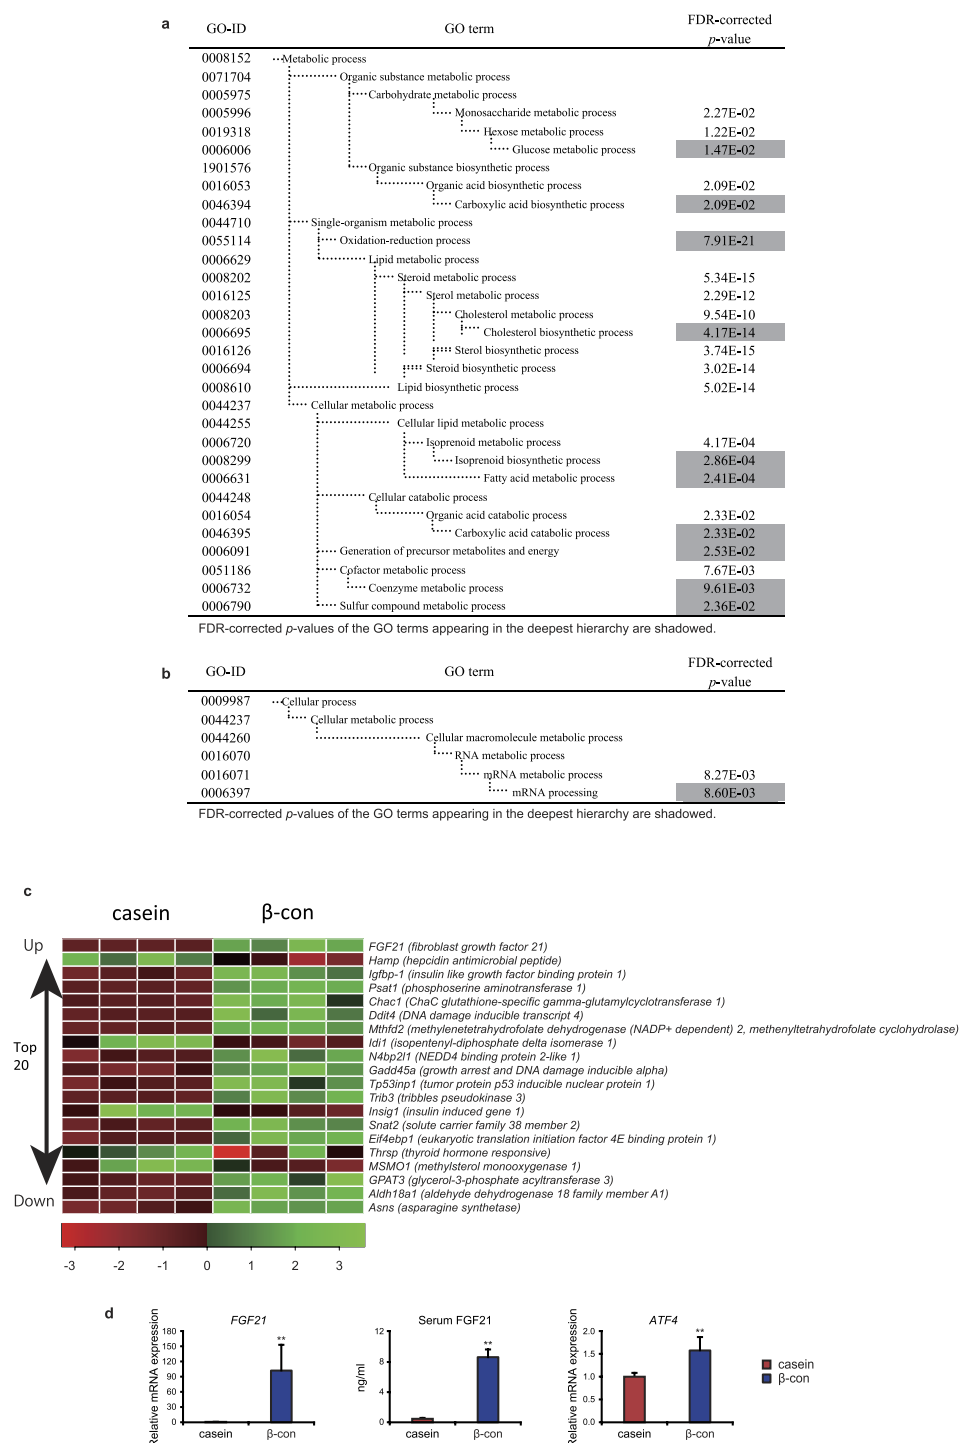 a
GO-ID GO term FDR-corrected p-value
0008152 Metabolic process
0071704 Organic substance metabolic process
0005975 Carbohydrate metabolic process
0005996 Monosaccharide metabolic process 2.27E-02
0019318 Hexose metabolic process 1.22E-02
0006006 Glucose metabolic process 1.47E-02
1901576 Organic substance biosynthetic process
0016053 Organic acid biosynthetic process 2.09E-02
0046394 Carboxylic acid biosynthetic process 2.09E-02
0044710 Single-organism metabolic process
0055114 Oxidation-reduction process 7.91E-21
0006629 Lipid metabolic process
0008202 Steroid metabolic process 5.34E-15
0016125 Sterol metabolic process 2.29E-12
0008203 Cholesterol metabolic process 9.54E-10
0006695 Cholesterol biosynthetic process 4.17E-14
0016126 Sterol biosynthetic process 3.74E-15
0006694 Steroid biosynthetic process 3.02E-14
0008610 Lipid biosynthetic process 5.02E-14
0044237 Cellular metabolic process
0044255 Cellular lipid metabolic process
0006720 Isoprenoid metabolic process 4.17E-04
0008299 Isoprenoid biosynthetic process 2.86E-04
0006631 Fatty acid metabolic process 2.41E-04
0044248 Cellular catabolic process
0016054 Organic acid catabolic process 2.33E-02
0046395 Carboxylic acid catabolic process 2.33E-02
0006091 Generation of precursor metabolites and energy 2.53E-02
0051186 Cofactor metabolic process 7.67E-03
0006732 Coenzyme metabolic process 9.61E-03
0006790 Sulfur compound metabolic process 2.36E-02
FDR-corrected p-values of the GO terms appearing in the deepest hierarchy are shadowed.
b
GO-ID GO term FDR-corrected p-value
0009987 Cellular process
0044237 Cellular metabolic process
0044260 Cellular macromolecule metabolic process
0016070 RNA metabolic process
0016071 mRNA metabolic process 8.27E-03
0006397 mRNA processing 8.60E-03
FDR-corrected p-values of the GO terms appearing in the deepest hierarchy are shadowed.
c
casein β-con
Up
Top 20
Down
FGF21 (fibroblast growth factor 21)
Hamp (hepcidin antimicrobial peptide)
Igfbp-1 (insulin like growth factor binding protein 1)
Psat1 (phosphoserine aminotransferase 1)
Chac1 (ChaC glutathione-specific gamma-glutamylcyclotransferase 1)
Ddit4 (DNA damage inducible transcript 4)
Mthfd2 (methylenetetrahydrofolate dehydrogenase (NADP+ dependent) 2, methenyltetrahydrofolate cyclohydrolase)
Idi1 (isopentenyl-diphosphate delta isomerase 1)
N4bp2l1 (NEDD4 binding protein 2-like 1)
Gadd45a (growth arrest and DNA damage inducible alpha)
Tp53inp1 (tumor protein p53 inducible nuclear protein 1)
Trib3 (tribbles pseudokinase 3)
Insig1 (insulin induced gene 1)
Snat2 (solute carrier family 38 member 2)
Eif4ebp1 (eukaryotic translation initiation factor 4E binding protein 1)
Thrsp (thyroid hormone responsive)
MSMO1 (methylsterol monooxygenase 1)
GPAT3 (glycerol-3-phosphate acyltransferase 3)
Aldh18a1 (aldehyde dehydrogenase 18 family member A1)
Asns (asparagine synthetase)
-3 -2 -1 0 1 2 3
d
FGF21
Relative mRNA expression
180
150
120
90
60
30
0
**
casein β-con
Serum FGF21
ng/ml
12
8
4
0
**
casein β-con
ATF4
Relative mRNA expression
2.0
1.5
1.0
0.5
0
**
casein β-con
casein
β-con